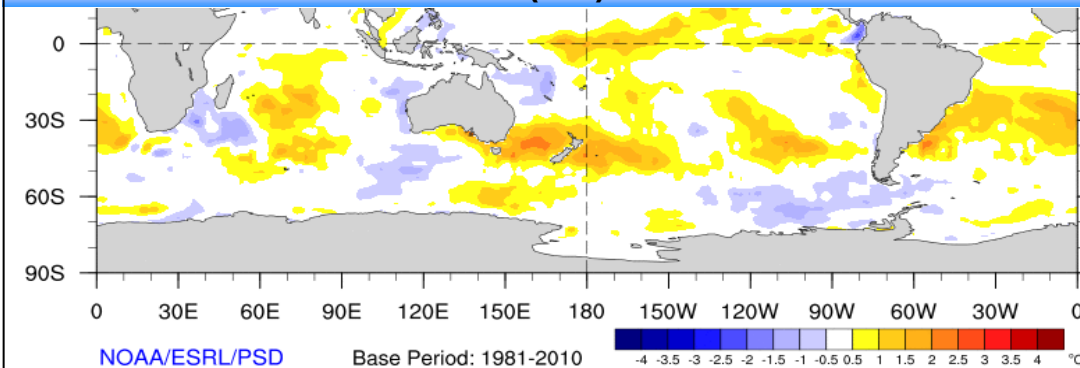 0
30S
60S
90S
0 30E 60E 90E 120E 150E 180 150W 120W 90W 60W 30W 0
NOAA/ESRL/PSD Base Period: 1981-2010
-4 -3.5 -3 -2.5 -2 -1.5 -1 -0.5 0.5 1 1.5 2 2.5 3 3.5 4 °C